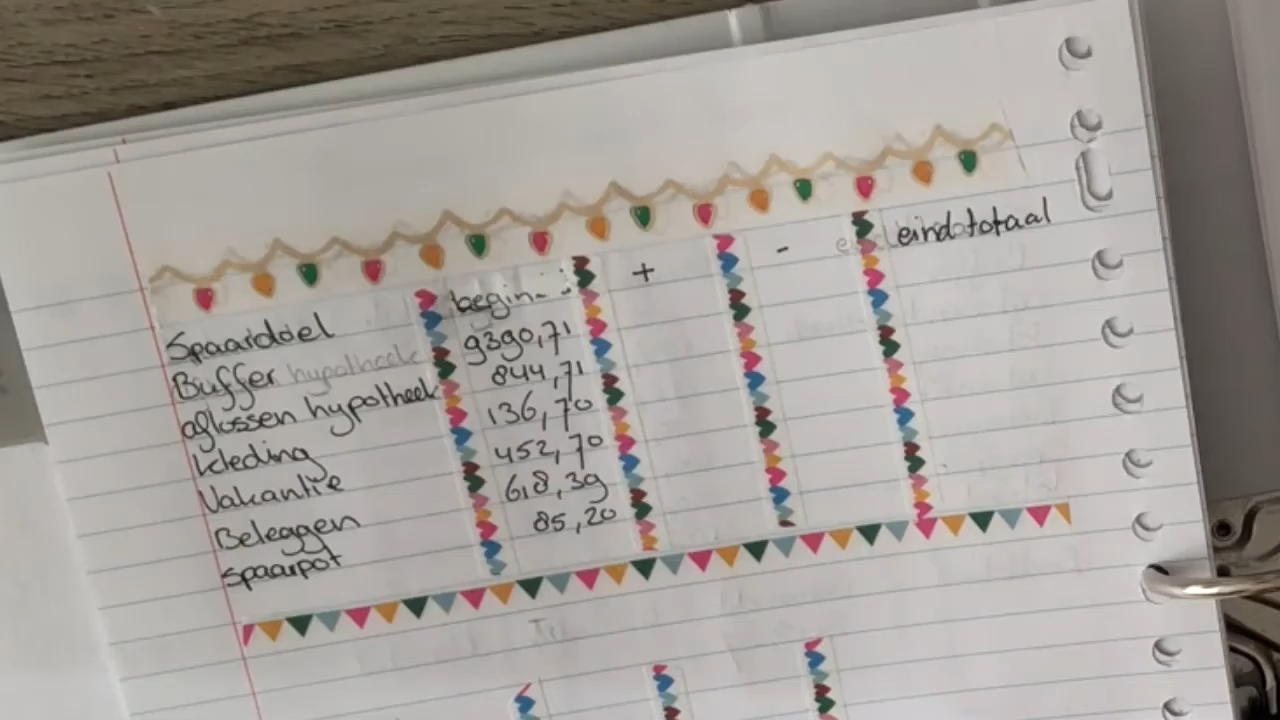 Spaardoel begin- + - eindtotaal
Buffer hypotheek 9390,71
aflossen hypotheek 844,71
kleding 136,70
Vakantie 452,70
Beleggen 618,39
spaarpot 85,20